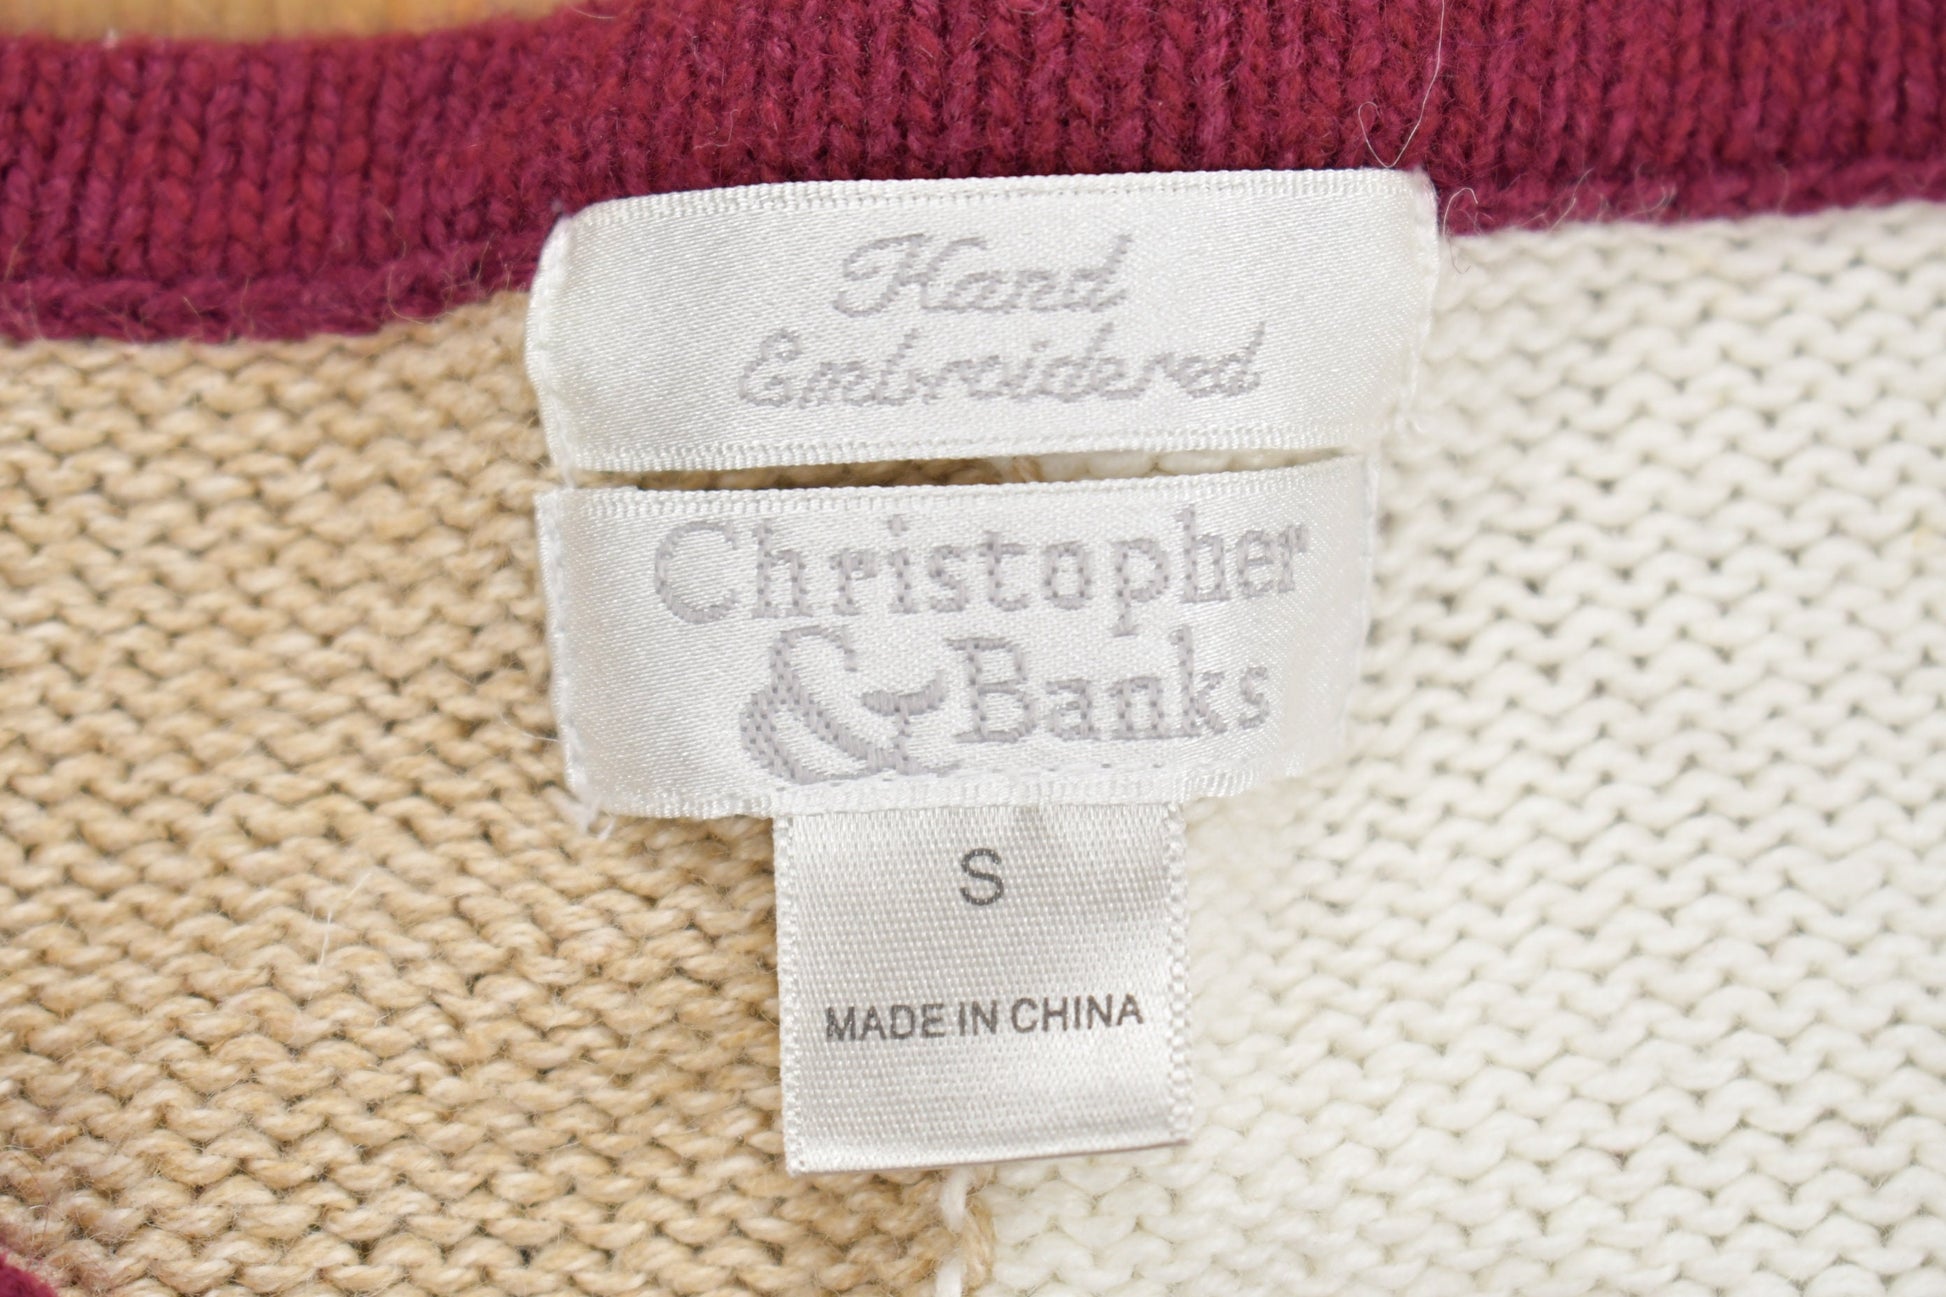 Hand
Embroidered
Christopher
& Banks
S
MADE IN CHINA